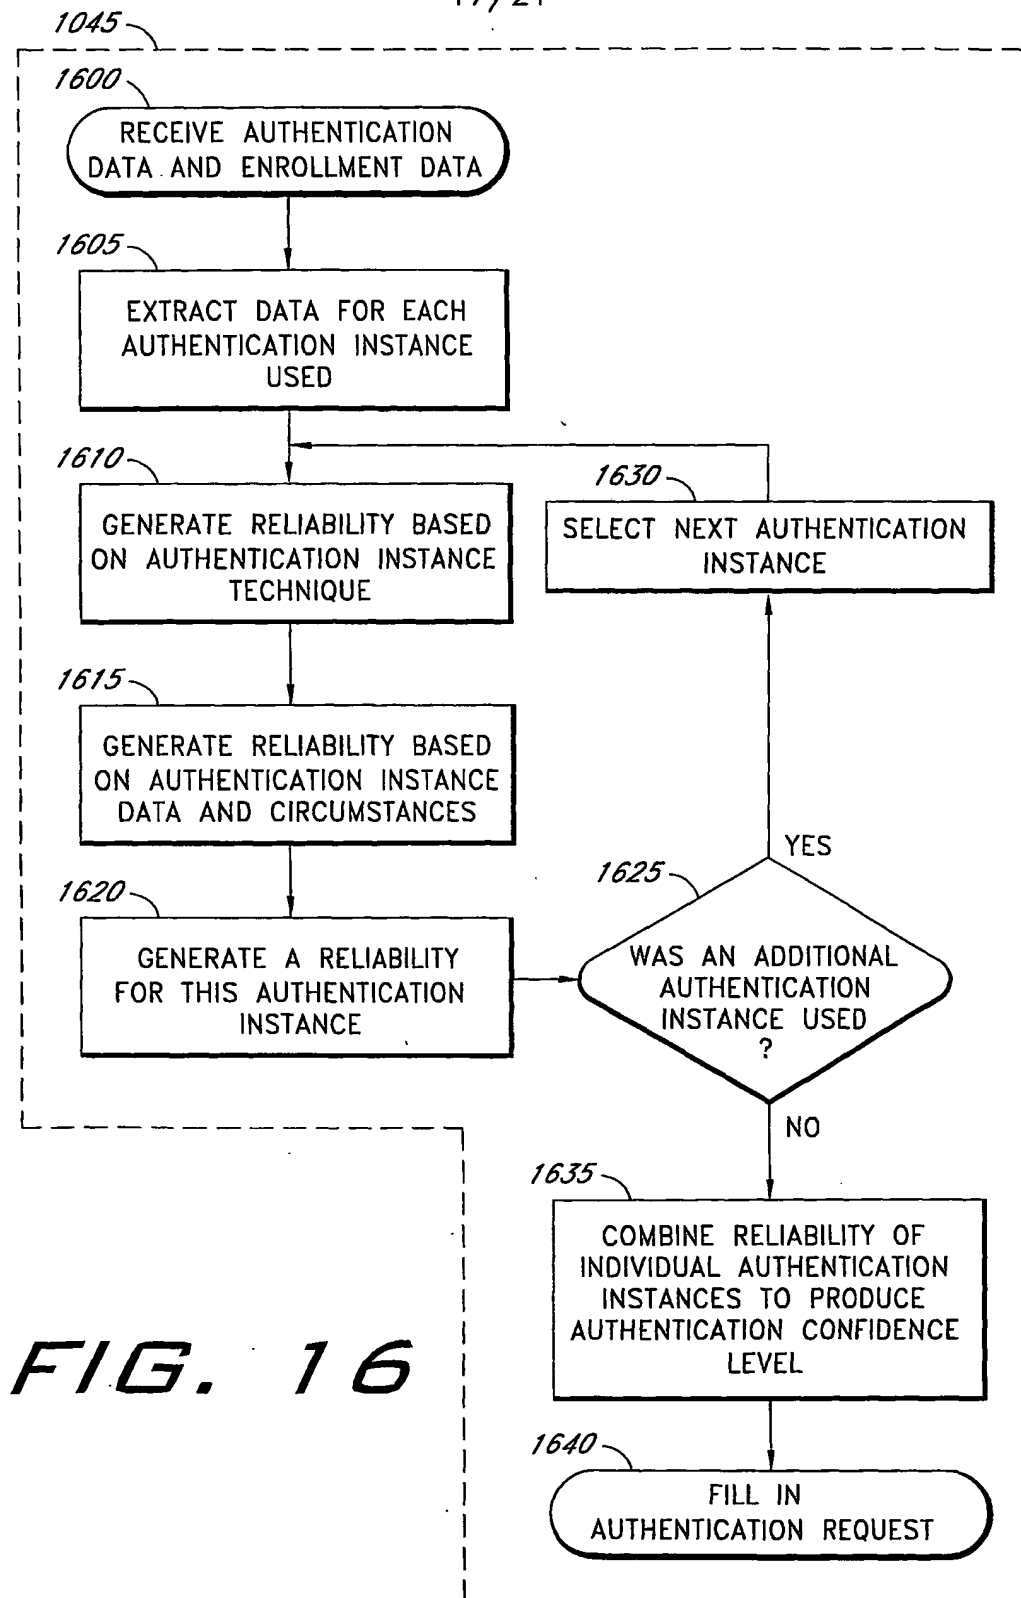 1045
1600
RECEIVE AUTHENTICATION
DATA AND ENROLLMENT DATA
1605
EXTRACT DATA FOR EACH
AUTHENTICATION INSTANCE
USED
1610
GENERATE RELIABILITY BASED
ON AUTHENTICATION INSTANCE
TECHNIQUE
1630
SELECT NEXT AUTHENTICATION
INSTANCE
1615
GENERATE RELIABILITY BASED
ON AUTHENTICATION INSTANCE
DATA AND CIRCUMSTANCES
YES
1620
GENERATE A RELIABILITY
FOR THIS AUTHENTICATION
INSTANCE
1625
WAS AN ADDITIONAL
AUTHENTICATION
INSTANCE USED
?
NO
1635
COMBINE RELIABILITY OF
INDIVIDUAL AUTHENTICATION
INSTANCES TO PRODUCE
AUTHENTICATION CONFIDENCE
LEVEL
FIG. 16
1640
FILL IN
AUTHENTICATION REQUEST